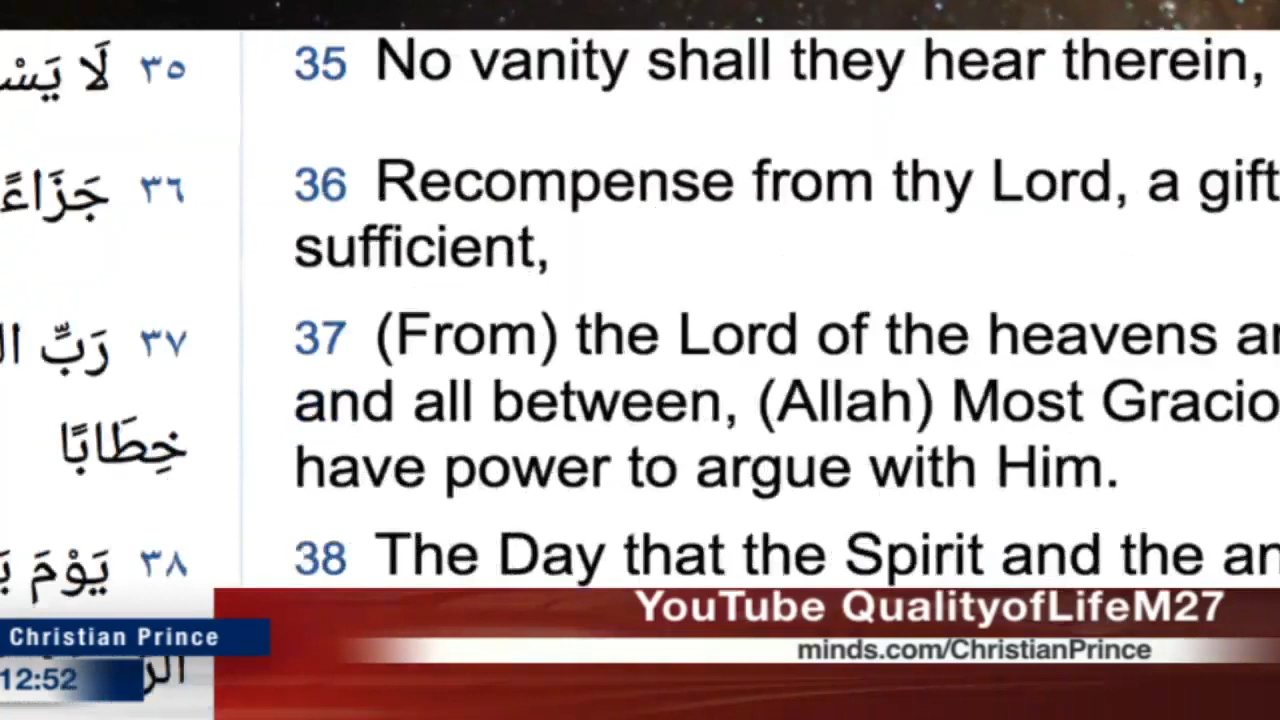 ٣٥ لَا
35 No vanity shall they hear therein,
٣٦ جَزَاءً
36 Recompense from thy Lord, a gift
sufficient,
٣٧ رَبِّ
37 (From) the Lord of the heavens
and all between, (Allah) Most
خِطَابًا
have power to argue with Him.
٣٨ يَوْمَ
38 The Day that the Spirit and the
YouTube QualityofLifeM27
Christian Prince
minds.com/ChristianPrince
12:52